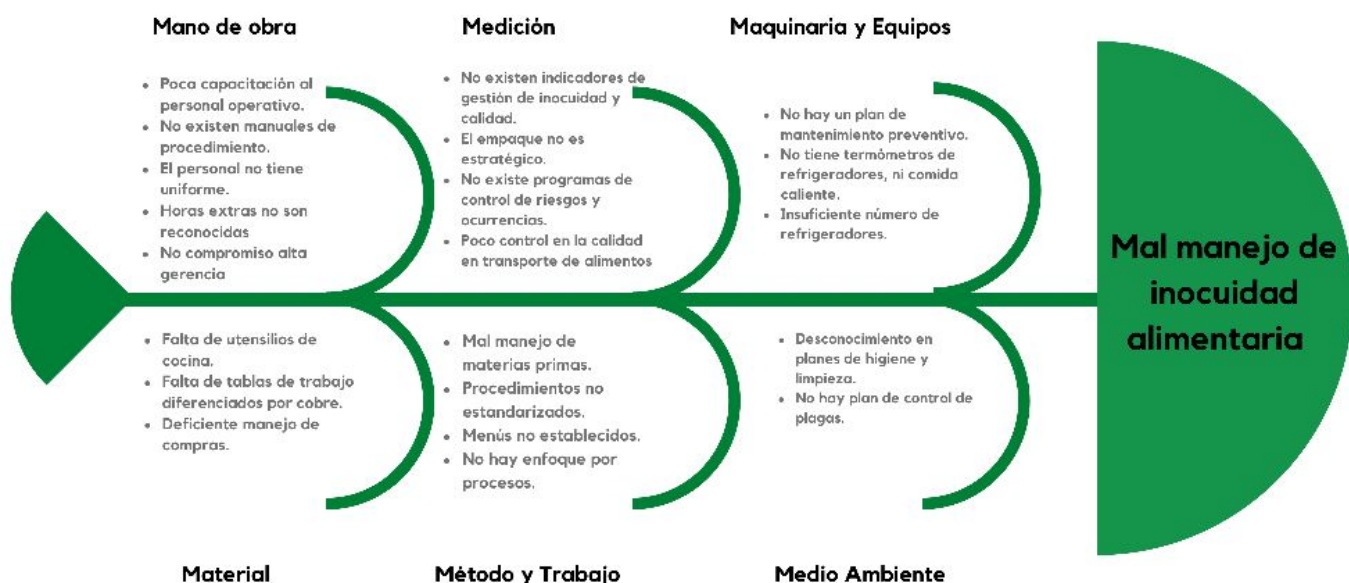 Mano de obra
• Poca capacitación al
personal operativo.
• No existen manuales de
procedimiento.
• El personal no tiene
uniforme.
• Horas extras no son
reconocidas
• No compromiso alta
gerencia
Medición
• No existen indicadores de
gestión de inocuidad y
calidad.
• El empaque no es
estratégico.
• No existe programas de
control de riesgos y
ocurrencias.
• Poco control en la calidad
en transporte de alimentos
Maquinaria y Equipos
• No hay un plan de
mantenimiento preventivo.
• No tiene termómetros de
refrigeradores, ni comida
caliente.
• Insuficiente número de
refrigeradores.
Mal manejo de
inocuidad
alimentaria
• Falta de utensilios de
cocina.
• Falta de tablas de trabajo
diferenciados por cobre.
• Deficiente manejo de
compras.
Material
• Mal manejo de
materias primas.
• Procedimientos no
estandarizados.
• Menús no establecidos.
• No hay enfoque por
procesos.
Método y Trabajo
• Desconocimiento en
planes de higiene y
limpieza.
• No hay plan de control de
plagas.
Medio Ambiente